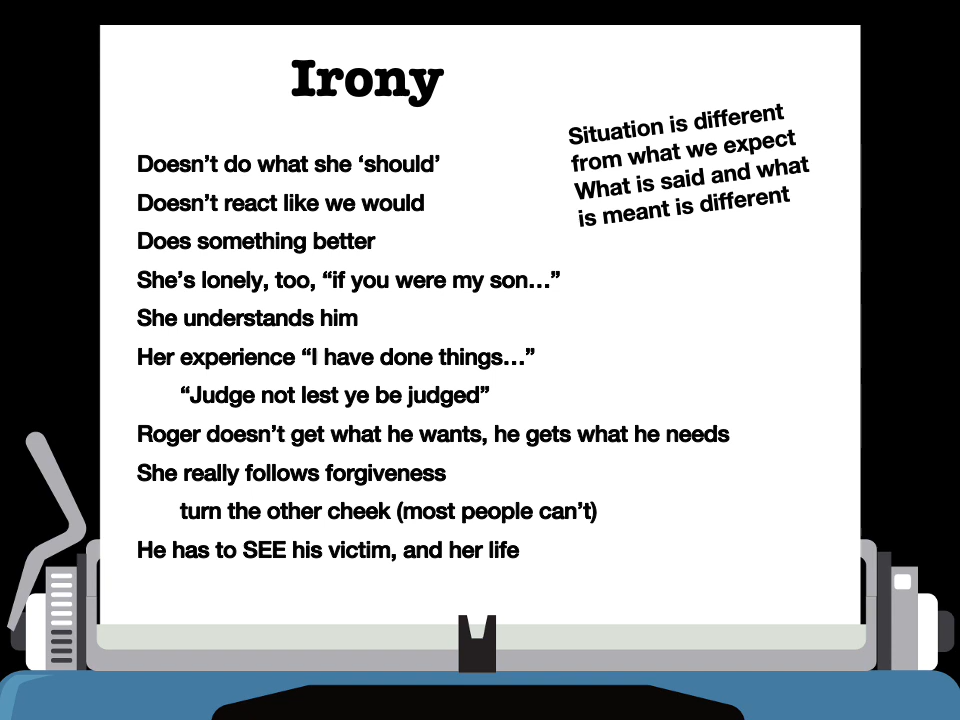 Irony
Situation is different
from what we expect
What is said and what
is meant is different
Doesn’t do what she ‘should’
Doesn’t react like we would
Does something better
She’s lonely, too, “if you were my son…”
She understands him
Her experience “I have done things…”
“Judge not lest ye be judged”
Roger doesn’t get what he wants, he gets what he needs
She really follows forgiveness
turn the other cheek (most people can’t)
He has to SEE his victim, and her life